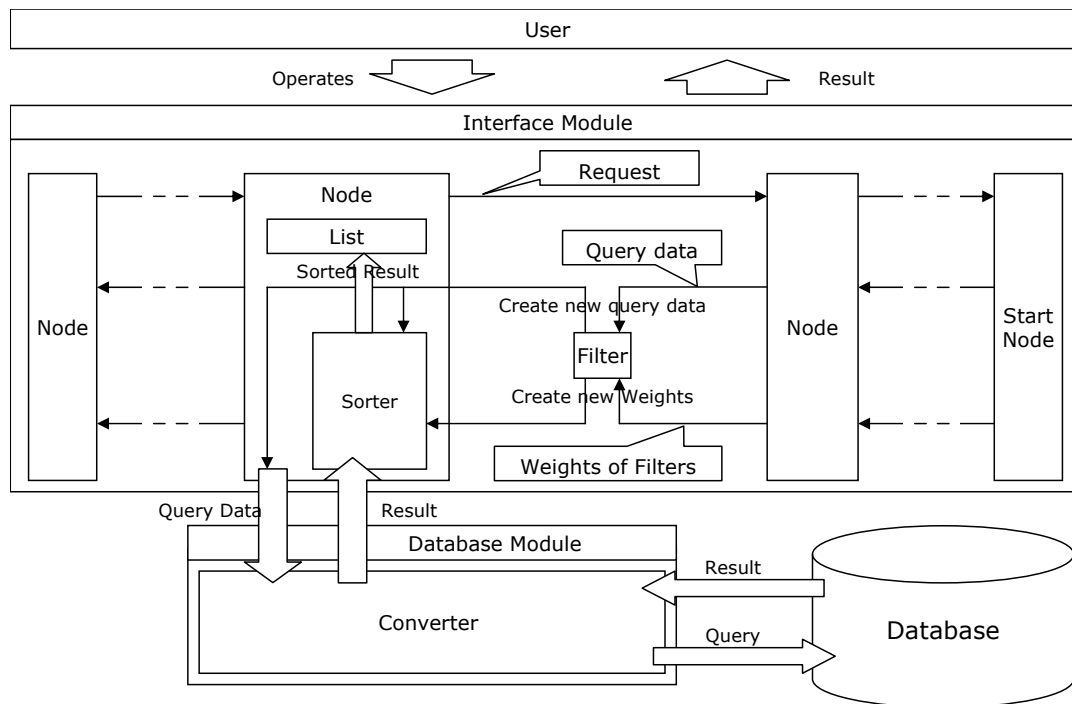 User
Operates
Result
Interface Module
Node
Request
List
Query data
Sorted Result
Create new query data
Node
Node
Start
Node
Filter
Sorter
Create new Weights
Weights of Filters
Query Data
Result
Database Module
Result
Converter
Query
Database